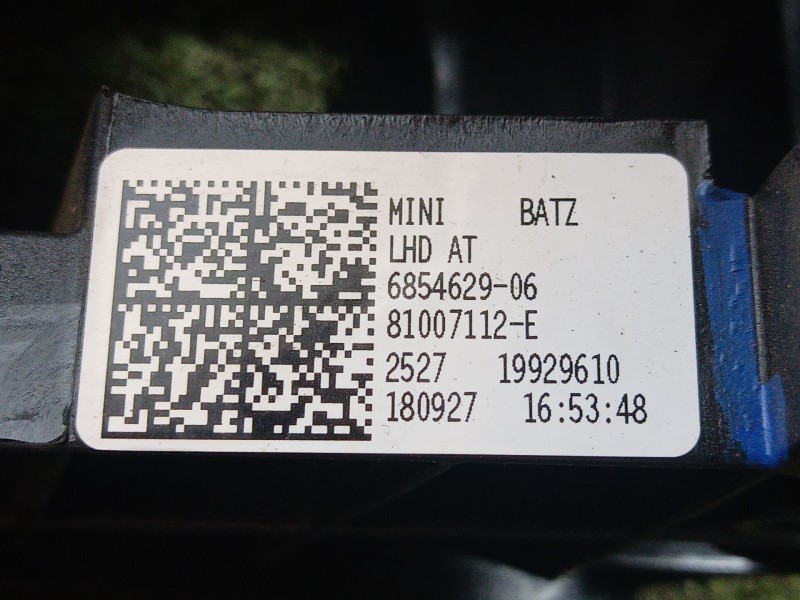 MINI BATZ
LHD AT
6854629-06
81007112-E
2527 19929610
180927 16:53:48